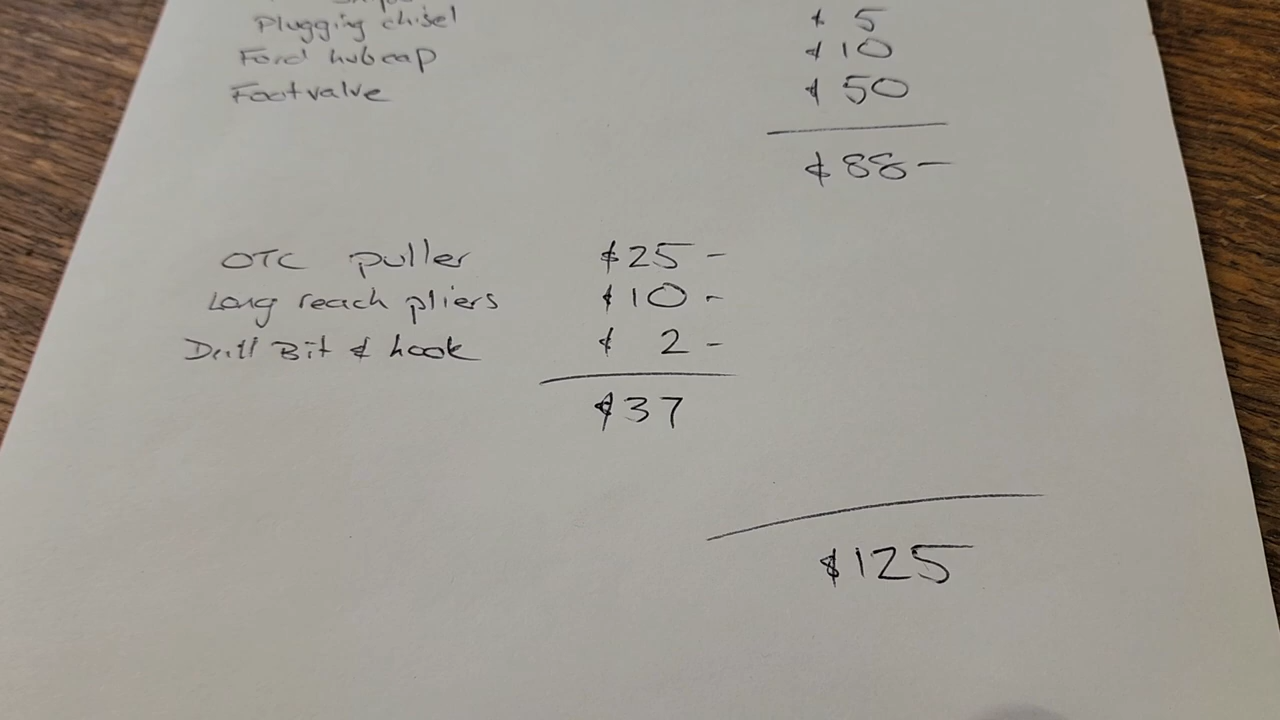 Plugging chisel $ 5
Ford hubcap $ 10
Footvalve $ 50
$ 88 -
OTC puller $ 25 -
Long reach pliers $ 10 -
Drill Bit & hook $ 2 -
$ 37
$ 125